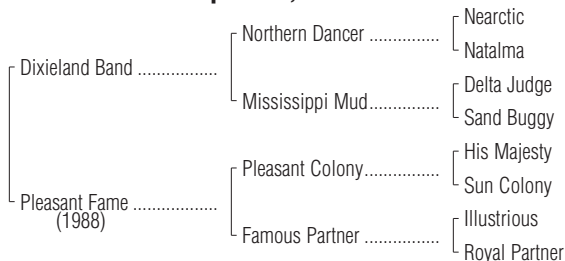 Nearctic
Northern Dancer ...............
Natalma
Dixieland Band .................
Delta Judge
Mississippi Mud...............
Sand Buggy
His Majesty
Pleasant Colony................
Sun Colony
Pleasant Fame ..................
(1988)
Illustrious
Famous Partner ................
Royal Partner